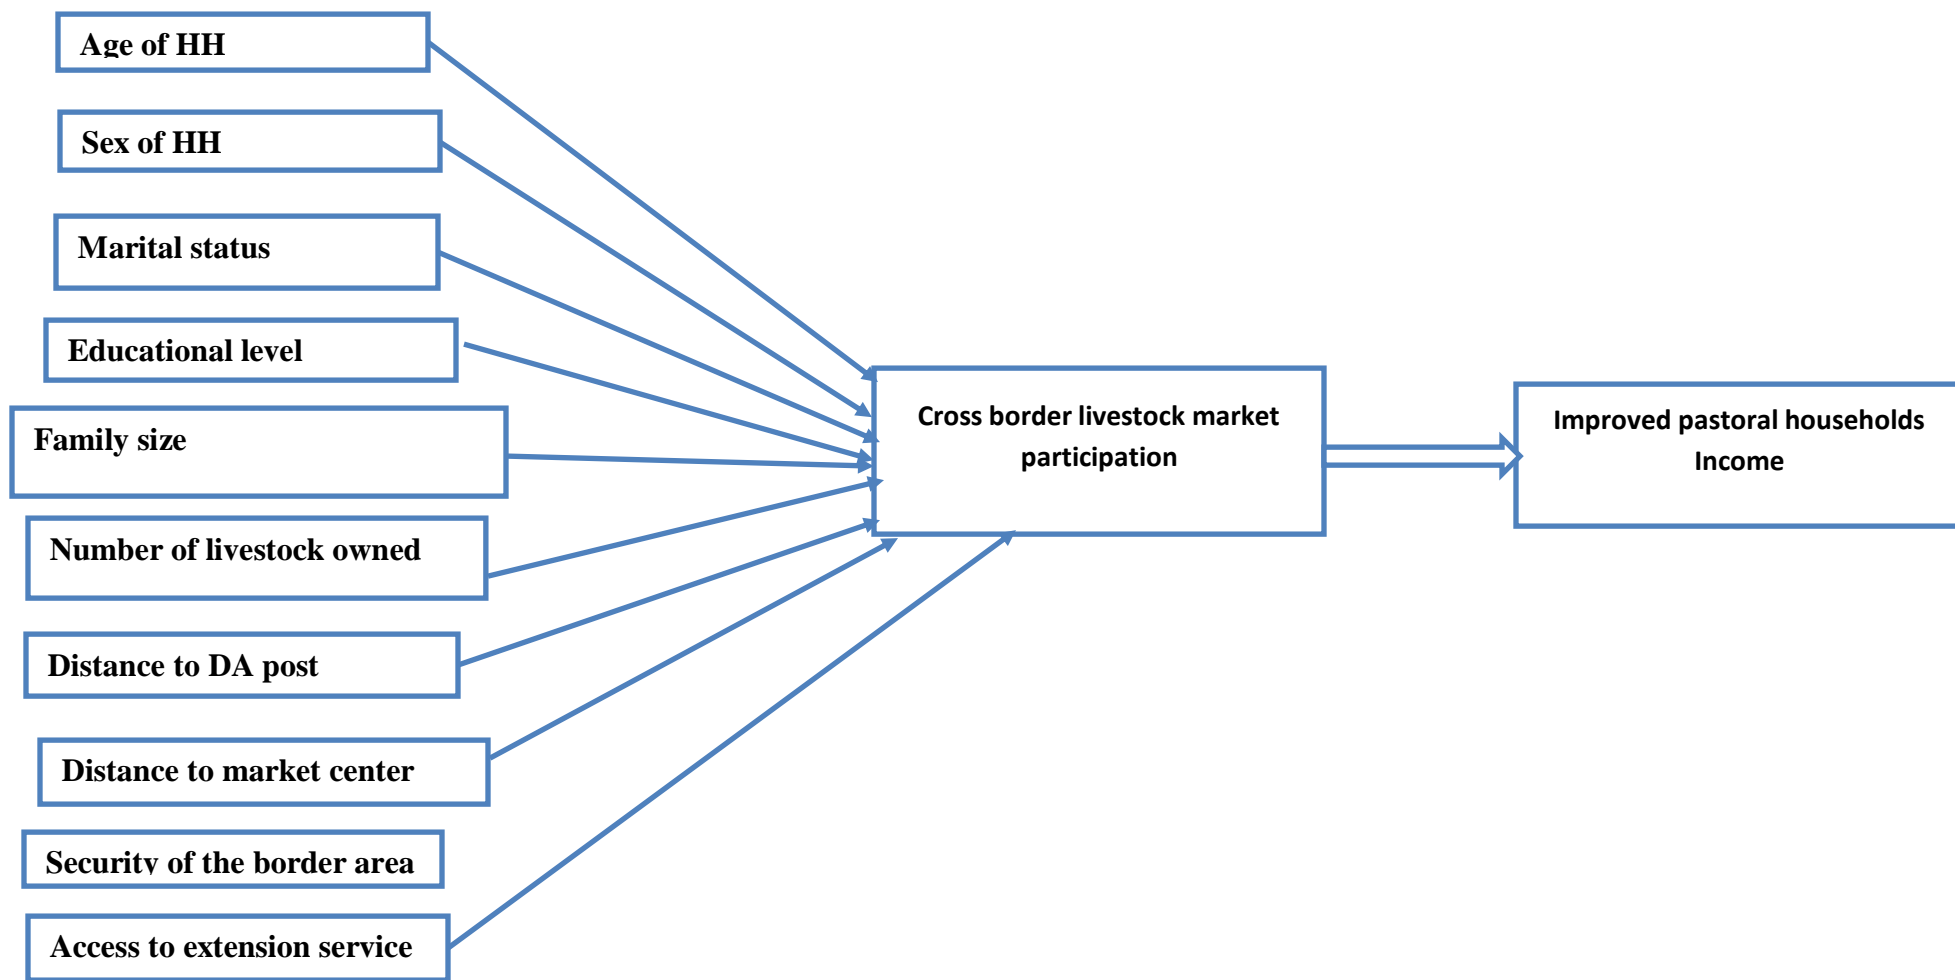 Age of HH
Sex of HH
Marital status
Educational level
Family size
Number of livestock owned
Distance to DA post
Distance to market center
Security of the border area
Access to extension service
Cross border livestock market
participation
Improved pastoral households
Income